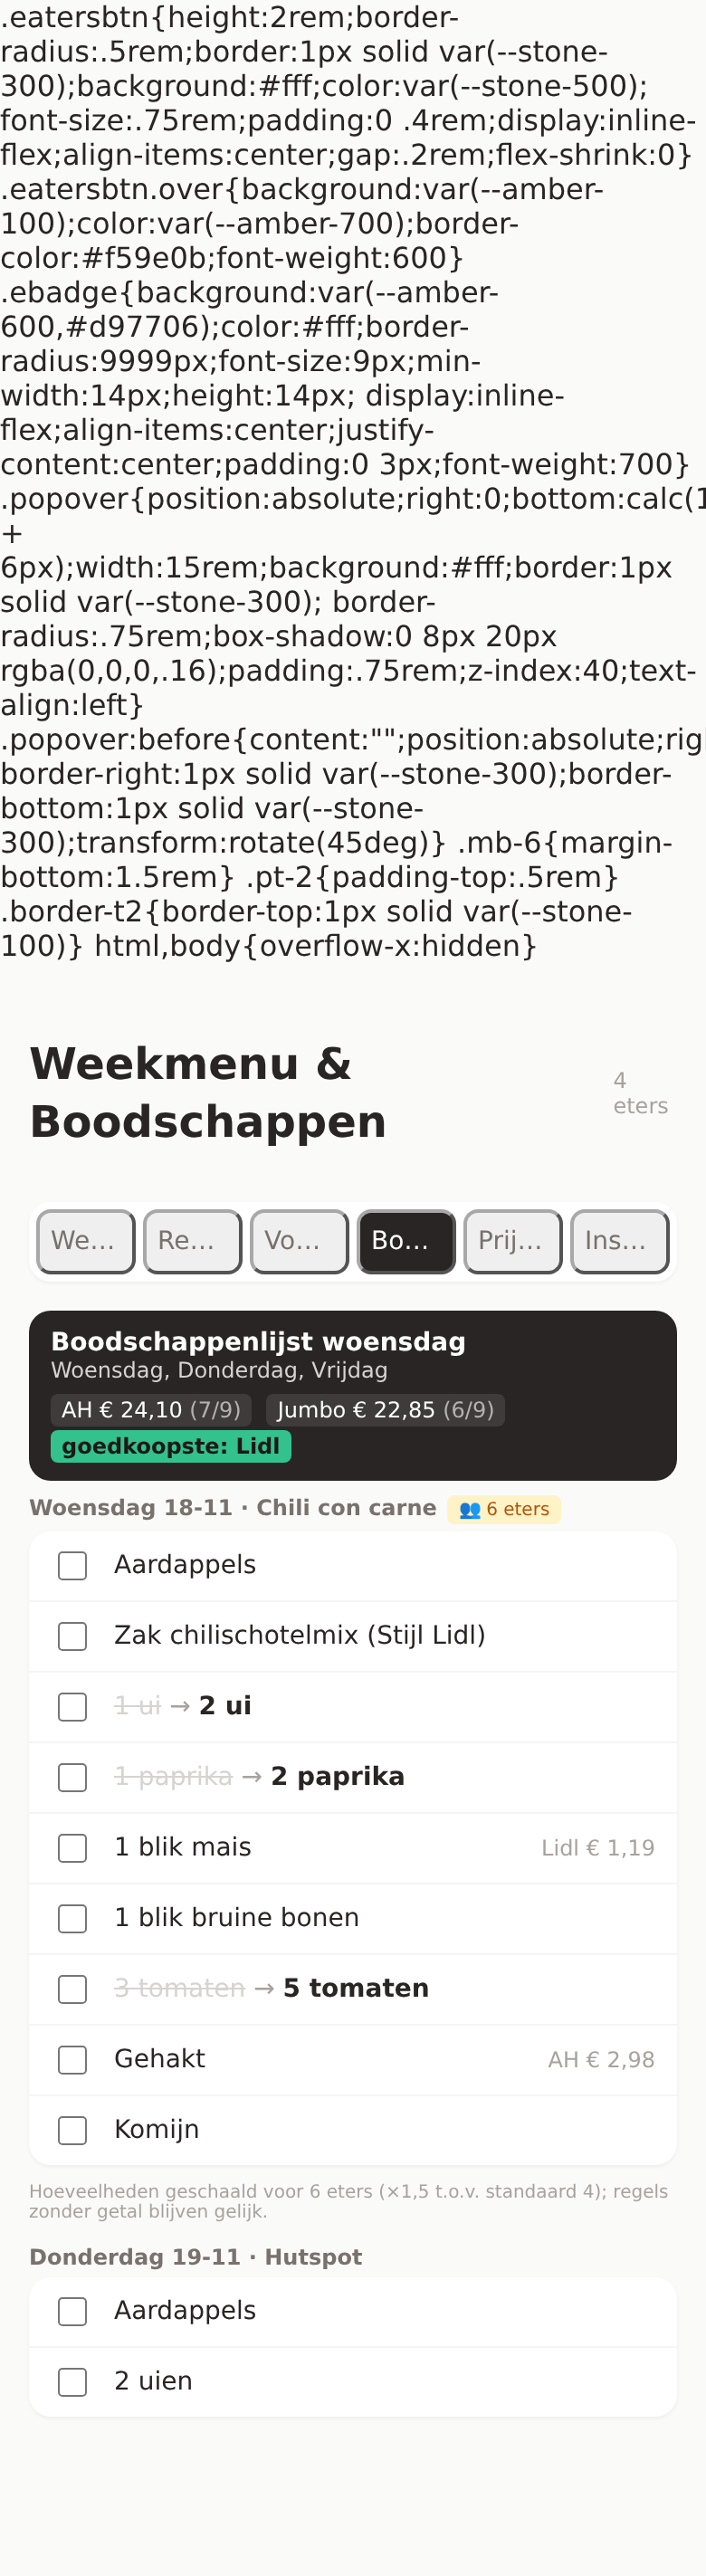 .eatersbtn{height:2rem;border-
radius:.5rem;border:1px solid var(--stone-
300);background:#fff;color:var(--stone-500);
font-size:.75rem;padding:0 .4rem;display:inline-
flex;align-items:center;gap:.2rem;flex-shrink:0}
.eatersbtn.over{background:var(--amber-
100);color:var(--amber-700);border-
color:#f59e0b;font-weight:600}
.ebadge{background:var(--amber-
600,#d97706);color:#fff;border-
radius:9999px;font-size:9px;min-
width:14px;height:14px; display:inline-
flex;align-items:center;justify-
content:center;padding:0 3px;font-weight:700}
.popover{position:absolute;right:0;bottom:calc(1
+
6px);width:15rem;background:#fff;border:1px
solid var(--stone-300); border-
radius:.75rem;box-shadow:0 8px 20px
rgba(0,0,0,.16);padding:.75rem;z-index:40;text-
align:left}
.popover:before{content:"";position:absolute;rig
border-right:1px solid var(--stone-300);border-
bottom:1px solid var(--stone-
300);transform:rotate(45deg)} .mb-6{margin-
bottom:1.5rem} .pt-2{padding-top:.5rem}
.border-t2{border-top:1px solid var(--stone-
100)} html,body{overflow-x:hidden}
Weekmenu &
Boodschappen
4
eters
We... Re... Vo... Bo... Prij... Ins...
Boodschappenlijst woensdag
Woensdag, Donderdag, Vrijdag
AH € 24,10 (7/9) Jumbo € 22,85 (6/9)
goedkoopste: Lidl
Woensdag 18-11 · Chili con carne 👥 6 eters
Aardappels
Zak chilischotelmix (Stijl Lidl)
1 ui → 2 ui
1 paprika → 2 paprika
1 blik mais Lidl € 1,19
1 blik bruine bonen
3 tomaten → 5 tomaten
Gehakt AH € 2,98
Komijn
Hoeveelheden geschaald voor 6 eters (×1,5 t.o.v. standaard 4); regels
zonder getal blijven gelijk.
Donderdag 19-11 · Hutspot
Aardappels
2 uien